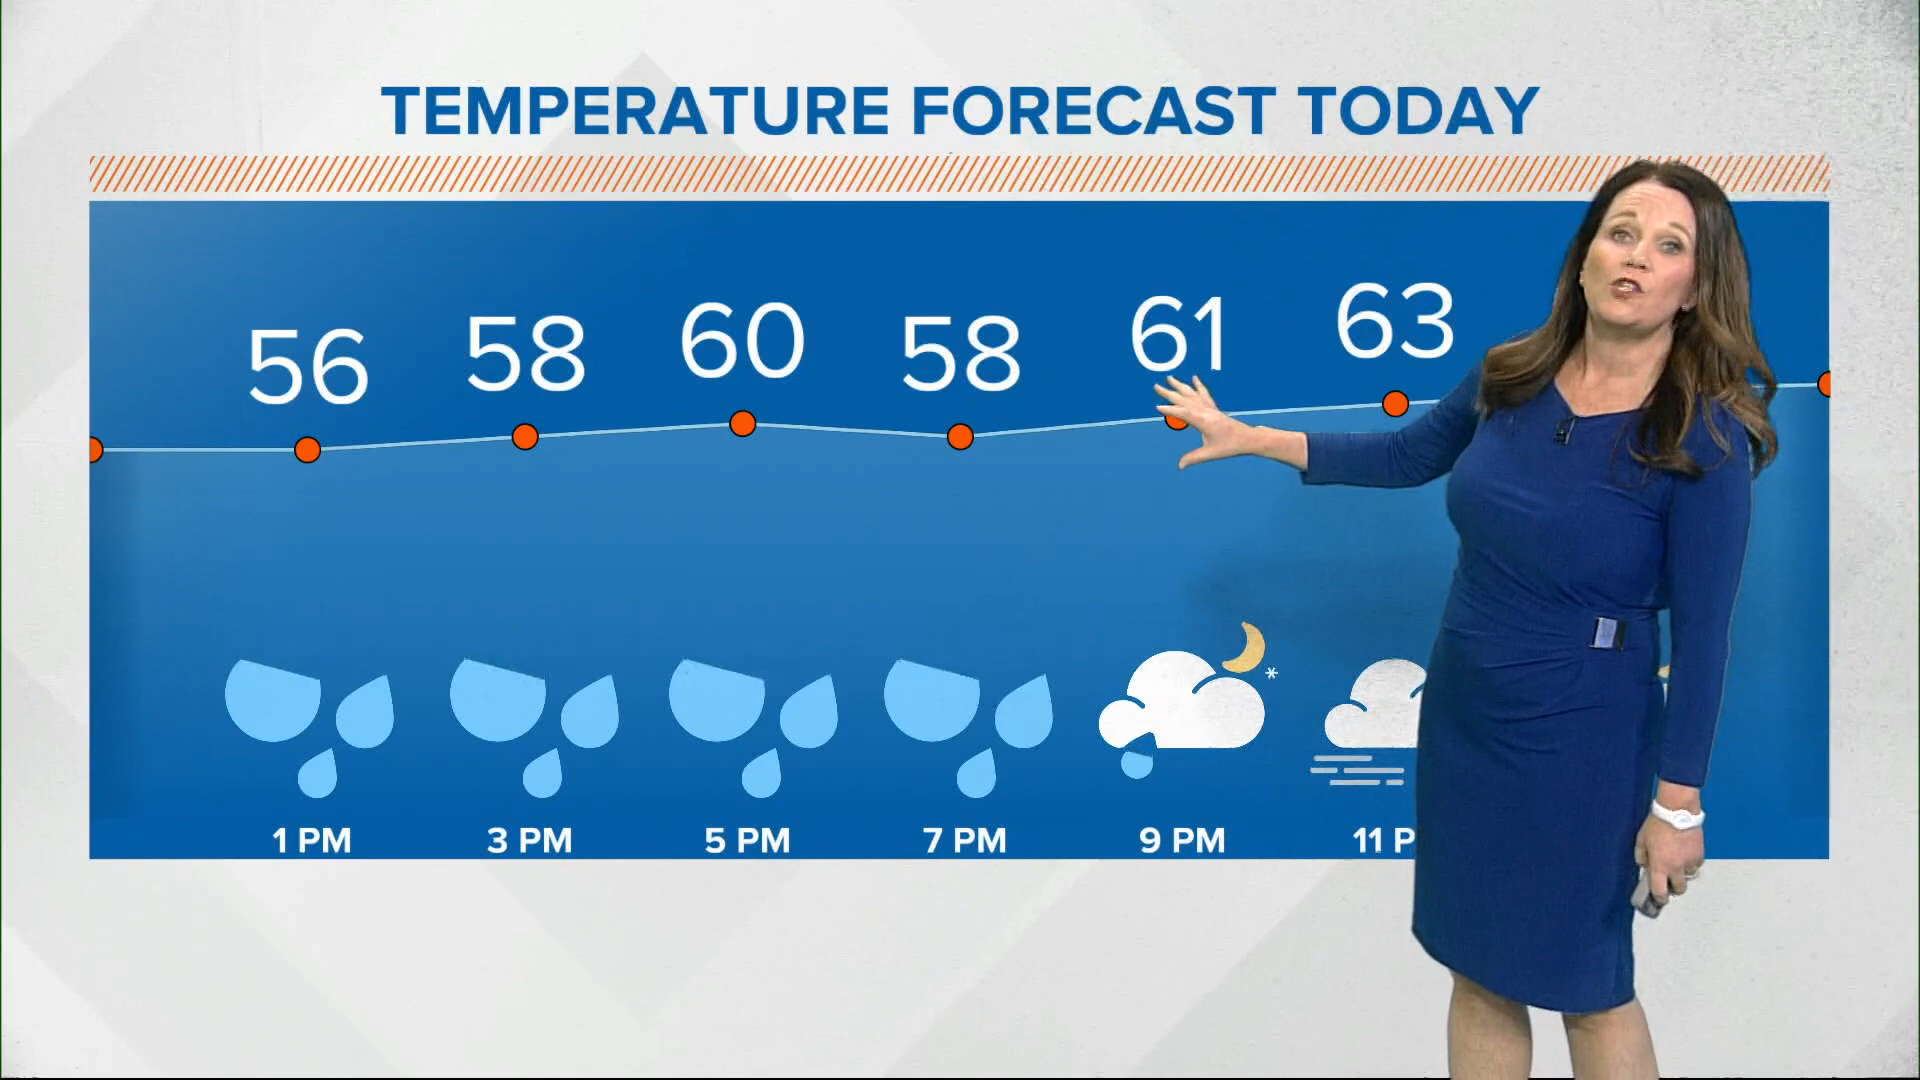 TEMPERATURE FORECAST TODAY
56 58 60 58 61 63
1 PM 3 PM 5 PM 7 PM 9 PM 11 P